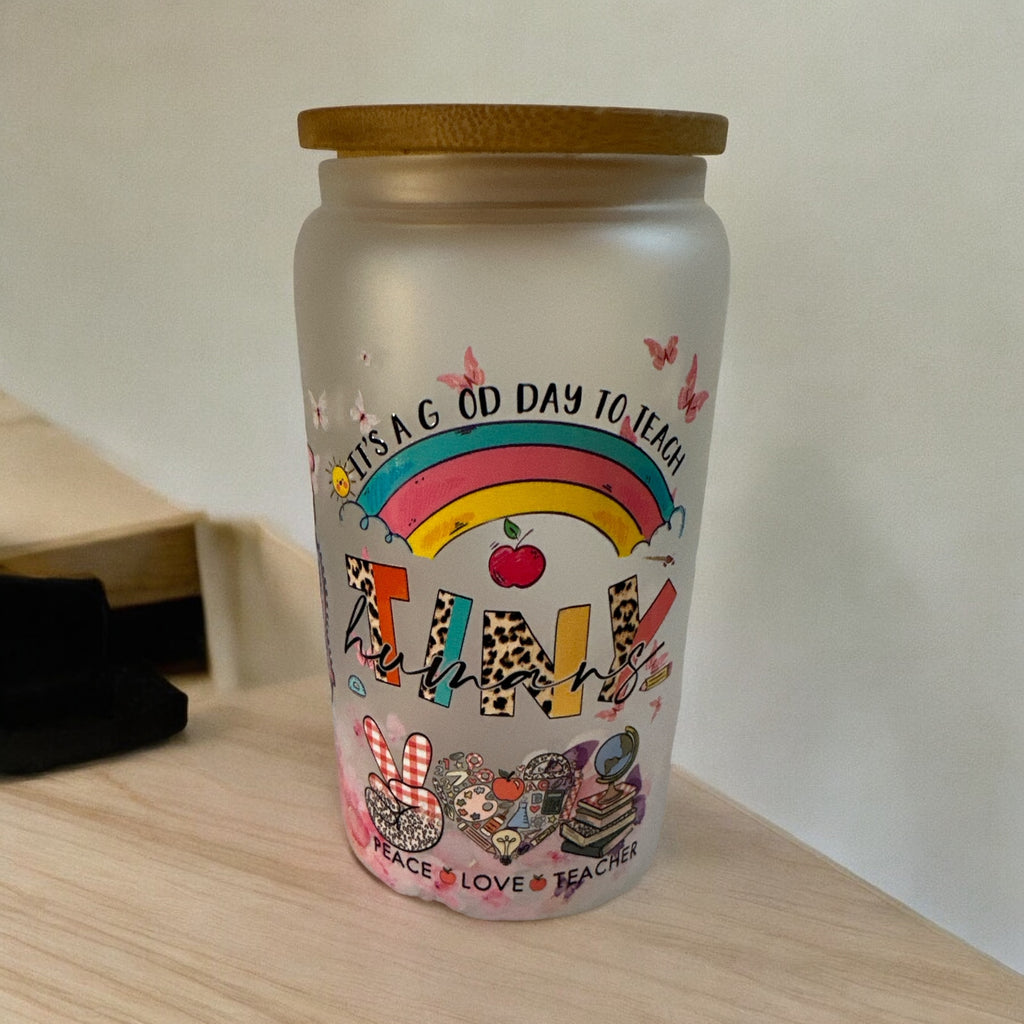 IT'S A G OD DAY TO TEACH
TINY
humans
PEACE LOVE TEACHER